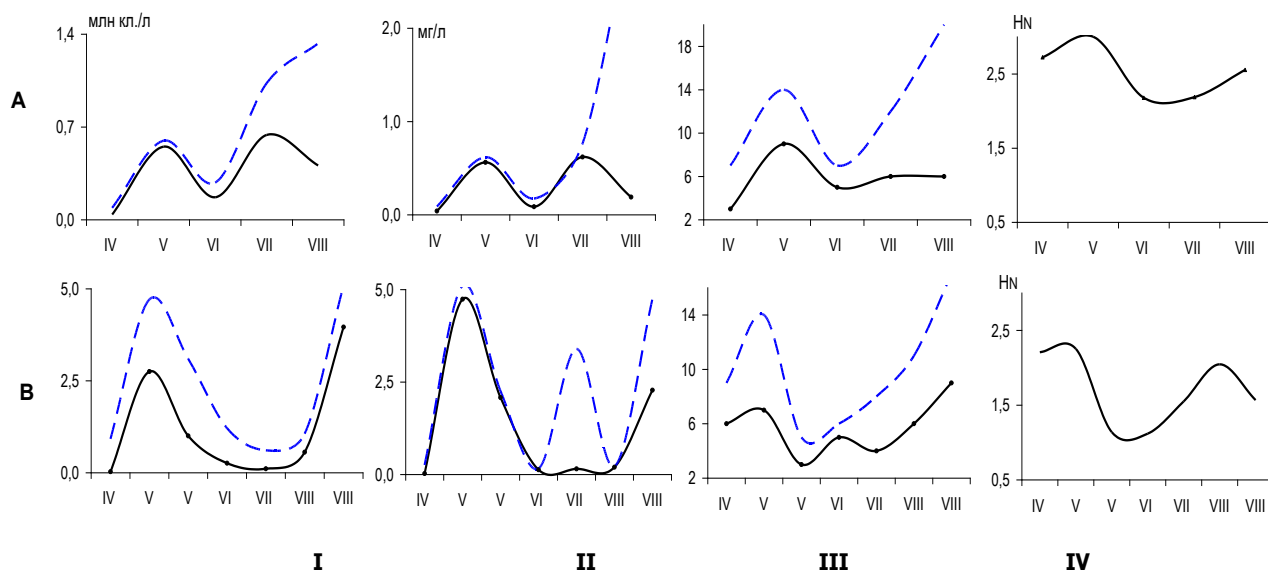 млн кл./л
1,4
0,7
0,0
IV V VI VII VIII
мг/л
2,0
1,0
0,0
IV V VI VII VIII
18
14
10
6
2
IV V VI VII VIII
HN
2,5
1,5
0,5
IV V VI VII VIII
A
5,0
2,5
0,0
IV V V VI VII VIII VIII
5,0
2,5
0,0
IV V V VI VII VIII VIII
14
10
6
2
IV V V VI VII VIII VIII
HN
2,5
1,5
0,5
IV V V VI VII VIII VIII
B
I II III IV